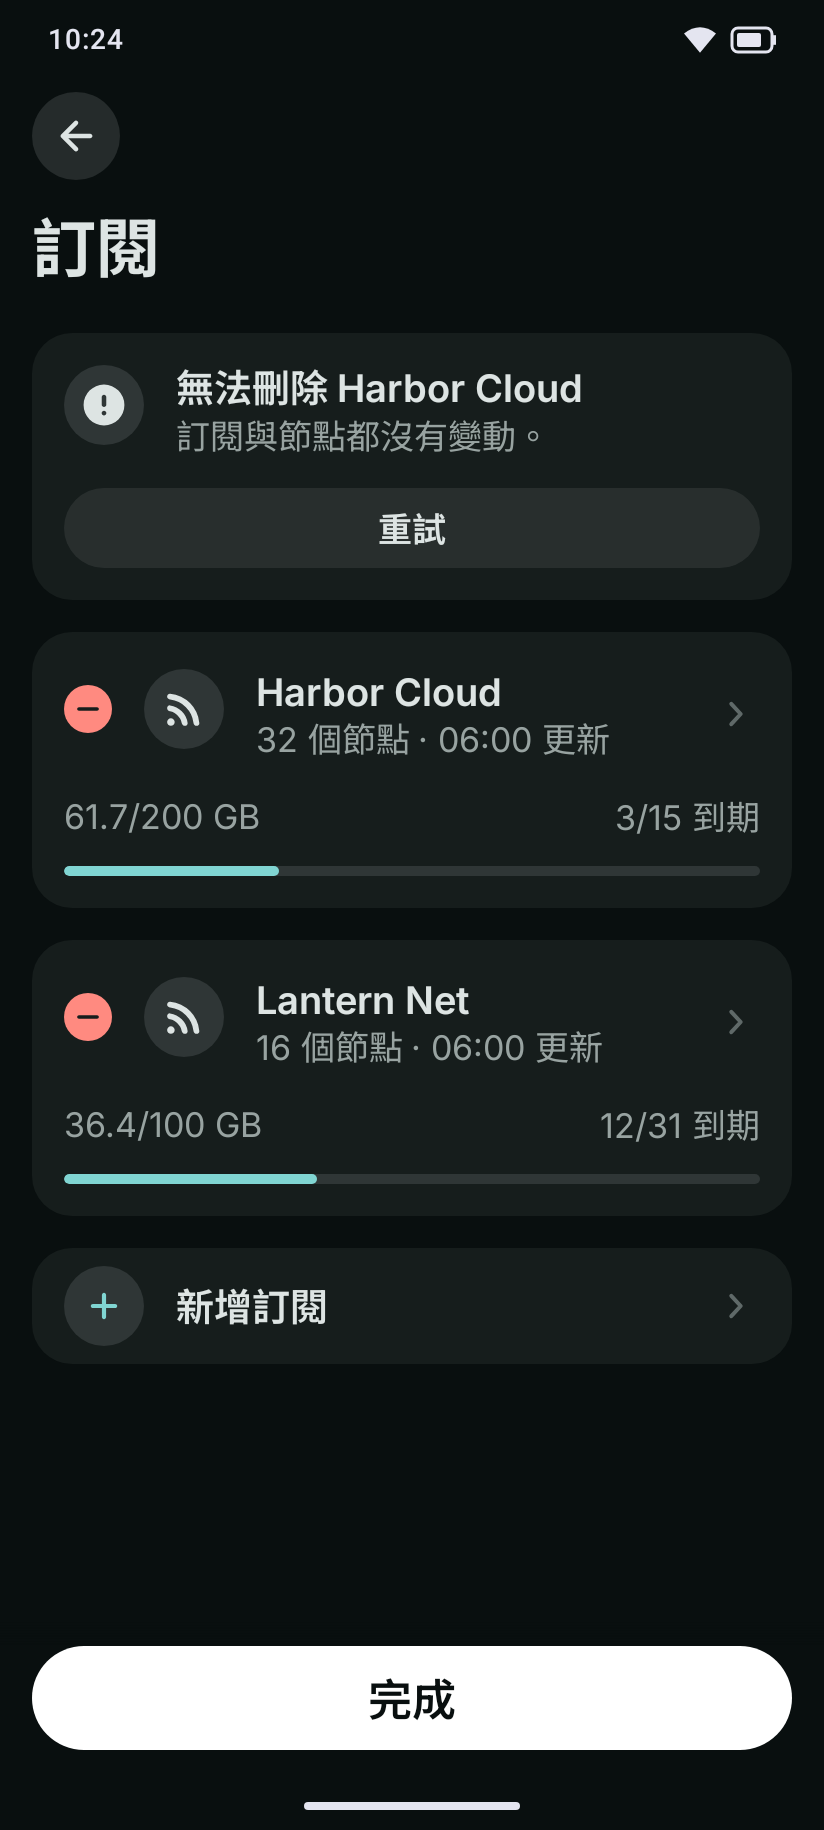 10:24
訂閱
無法刪除 Harbor Cloud
訂閱與節點都沒有變動。
重試
Harbor Cloud
32 個節點 · 06:00 更新
61.7/200 GB
3/15 到期
Lantern Net
16 個節點 · 06:00 更新
36.4/100 GB
12/31 到期
新增訂閱
完成